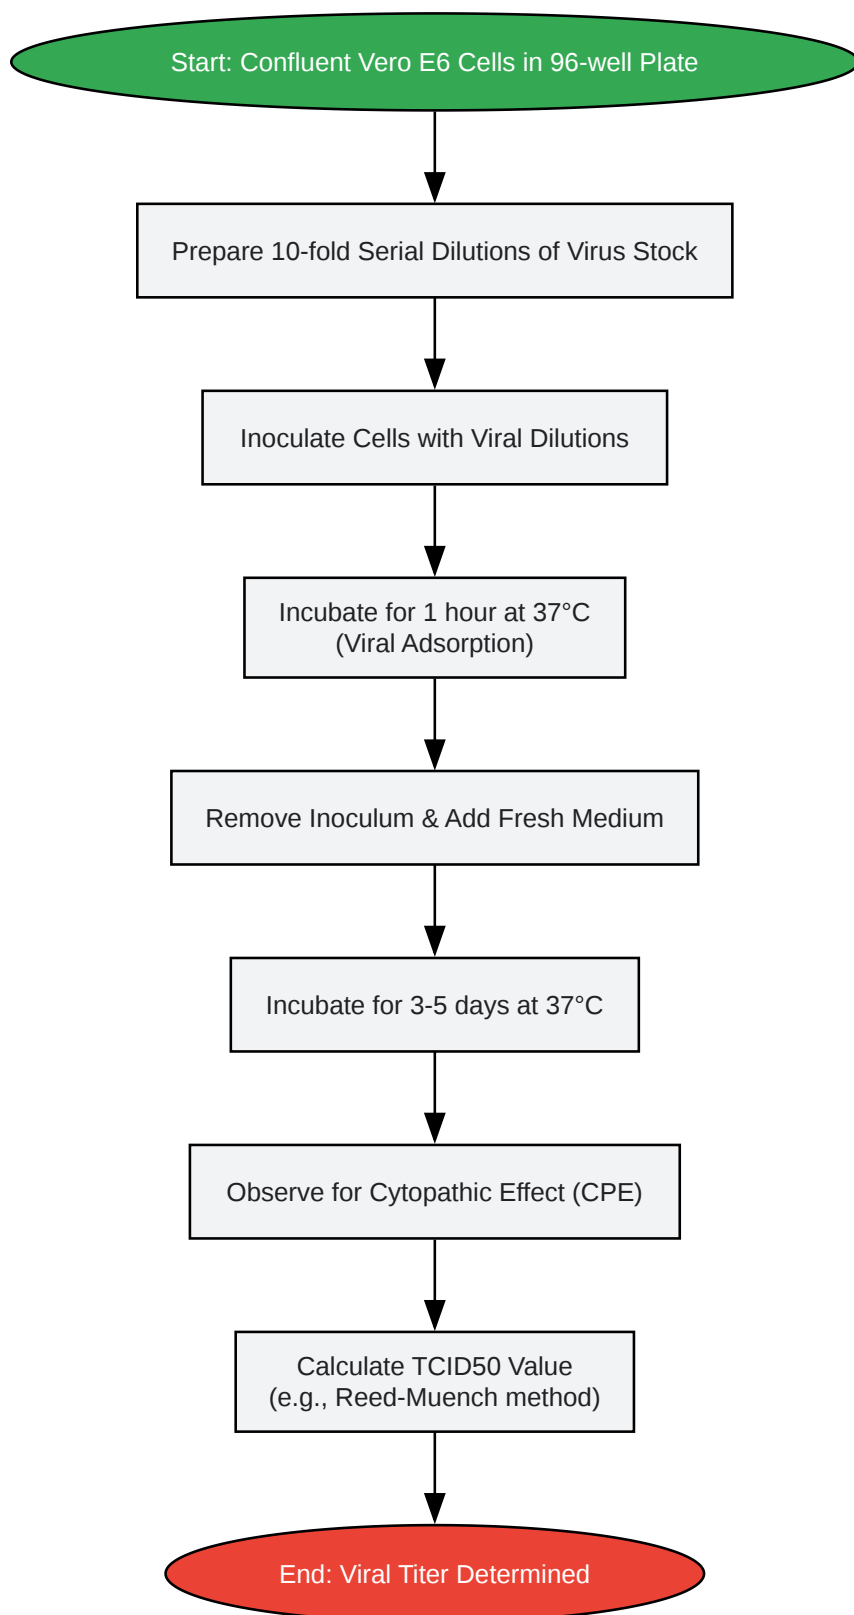 Start: Confluent Vero E6 Cells in 96-well Plate
Prepare 10-fold Serial Dilutions of Virus Stock
Inoculate Cells with Viral Dilutions
Incubate for 1 hour at 37°C
(Viral Adsorption)
Remove Inoculum & Add Fresh Medium
Incubate for 3-5 days at 37°C
Observe for Cytopathic Effect (CPE)
Calculate TCID50 Value
(e.g., Reed-Muench method)
End: Viral Titer Determined